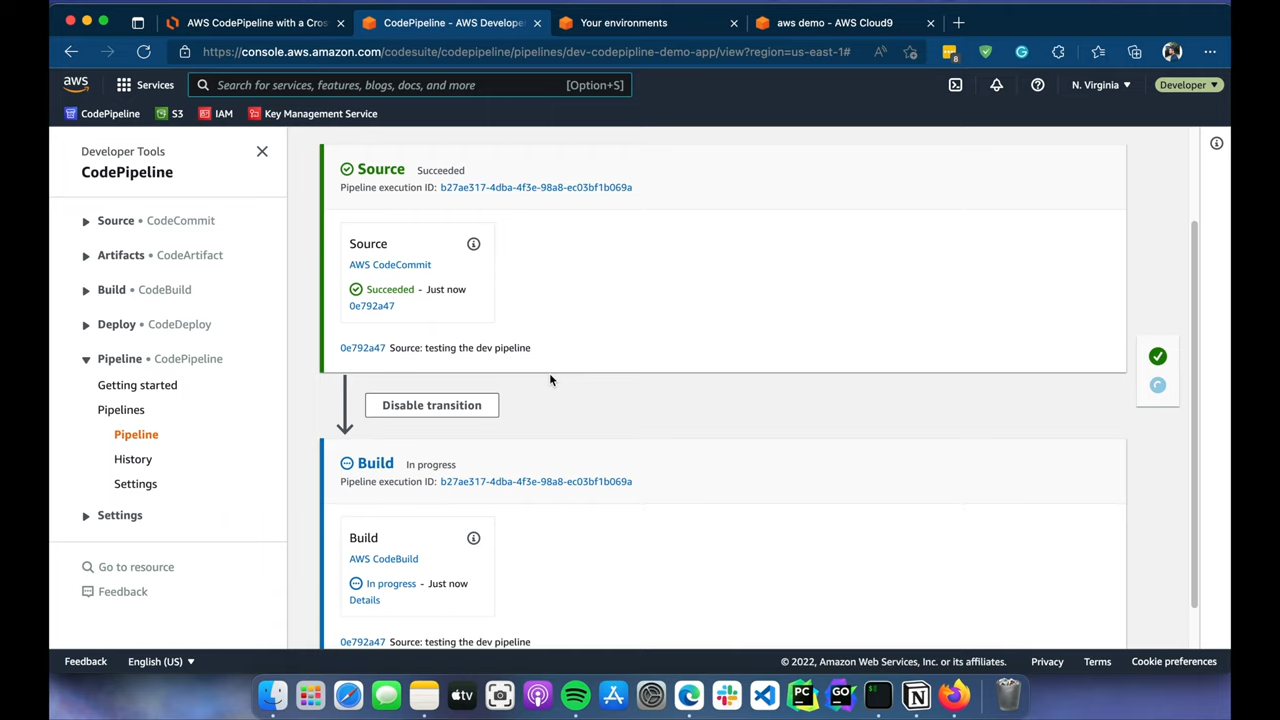 AWS CodePipeline with a Cros
CodePipeline - AWS Develope
Your environments
aws demo - AWS Cloud9
https://console.aws.amazon.com/codesuite/codepipeline/pipelines/dev-codepipline-demo-app/view?region=us-east-1#
8
aws
Services
Search for services, features, blogs, docs, and more
[Option+S]
N. Virginia
Developer
CodePipeline
S3
IAM
Key Management Service
Developer Tools
CodePipeline
Source • CodeCommit
Artifacts • CodeArtifact
Build • CodeBuild
Deploy • CodeDeploy
Pipeline • CodePipeline
Getting started
Pipelines
Pipeline
History
Settings
Settings
Go to resource
Feedback
Source Succeeded
Pipeline execution ID: b27ae317-4dba-4f3e-98a8-ec03bf1b069a
Source
AWS CodeCommit
Succeeded - Just now
0e792a47
0e792a47 Source: testing the dev pipeline
Disable transition
Build In progress
Pipeline execution ID: b27ae317-4dba-4f3e-98a8-ec03bf1b069a
Build
AWS CodeBuild
In progress - Just now
Details
0e792a47 Source: testing the dev pipeline
Feedback
English (US)
© 2022, Amazon Web Services, Inc. or its affiliates.
Privacy
Terms
Cookie preferences
tv
PC
GO